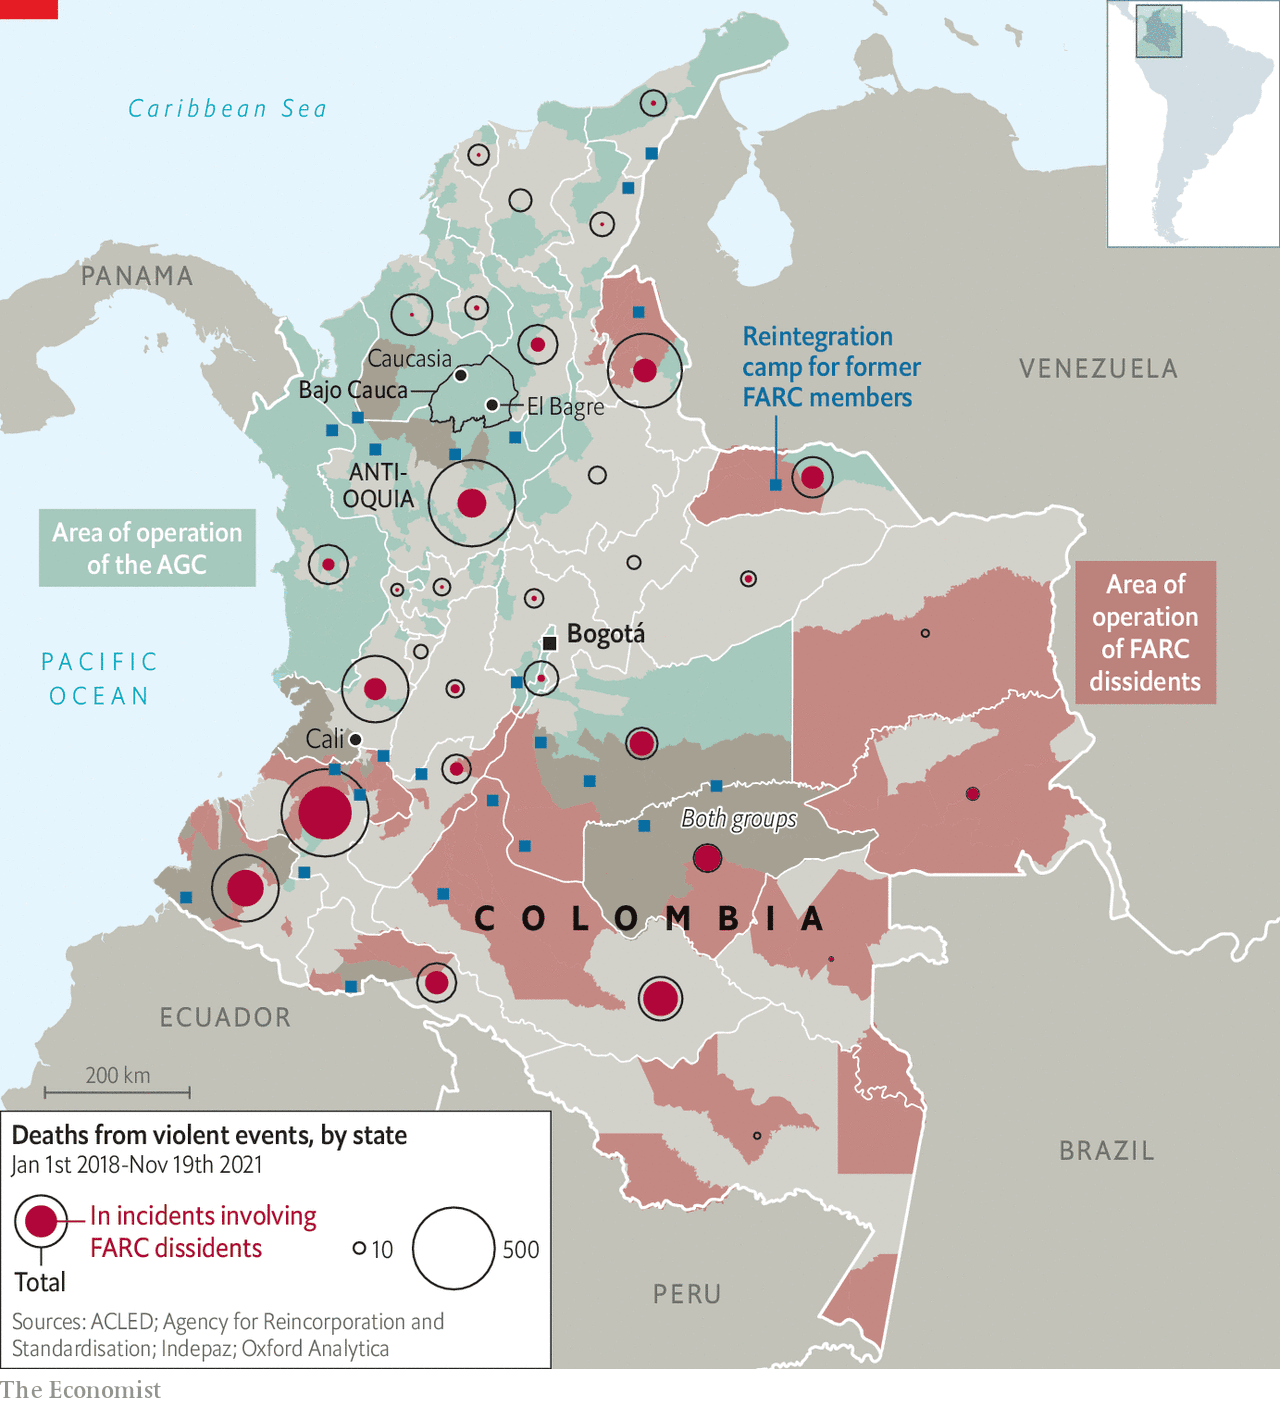 Caribbean Sea
PANAMA
Caucasia
Bajo Cauca
El Bagre
Reintegration
camp for former
FARC members
VENEZUELA
ANTI-
OQUIA
Area of operation
of the AGC
Area of
operation
of FARC
dissidents
Bogotá
PACIFIC
OCEAN
Cali
Both groups
COLOMBIA
ECUADOR
200 km
BRAZIL
PERU
Deaths from violent events, by state
Jan 1st 2018-Nov 19th 2021
In incidents involving
FARC dissidents
Total
10
500
Sources: ACLED; Agency for Reincorporation and
Standardisation; Indepaz; Oxford Analytica
The Economist